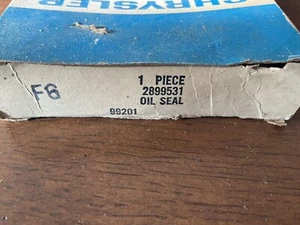 CHRYSLER
F6
1 PIECE
2899531
OIL SEAL
99201